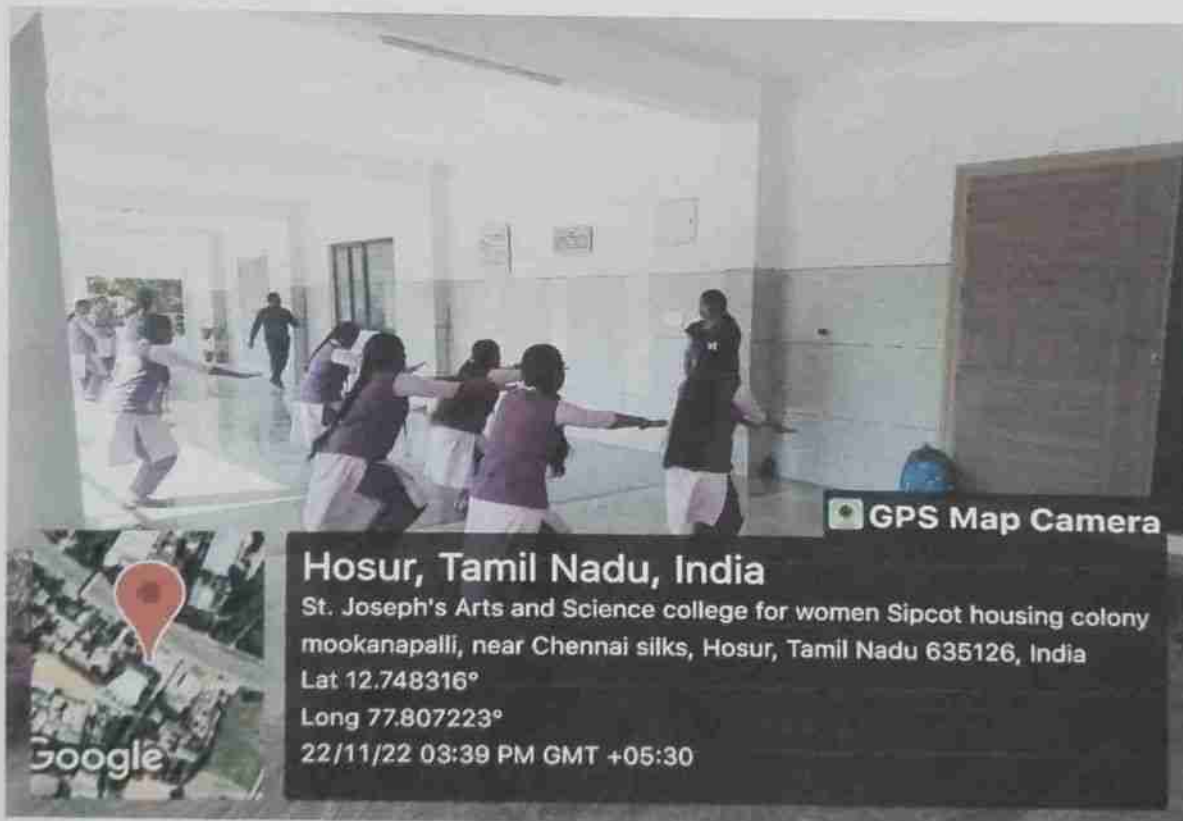 GPS Map Camera
Hosur, Tamil Nadu, India
St. Joseph's Arts and Science college for women Sipcot housing colony
mookanapalli, near Chennai silks, Hosur, Tamil Nadu 635126, India
Lat 12.748316°
Long 77.807223°
22/11/22 03:39 PM GMT +05:30
Google